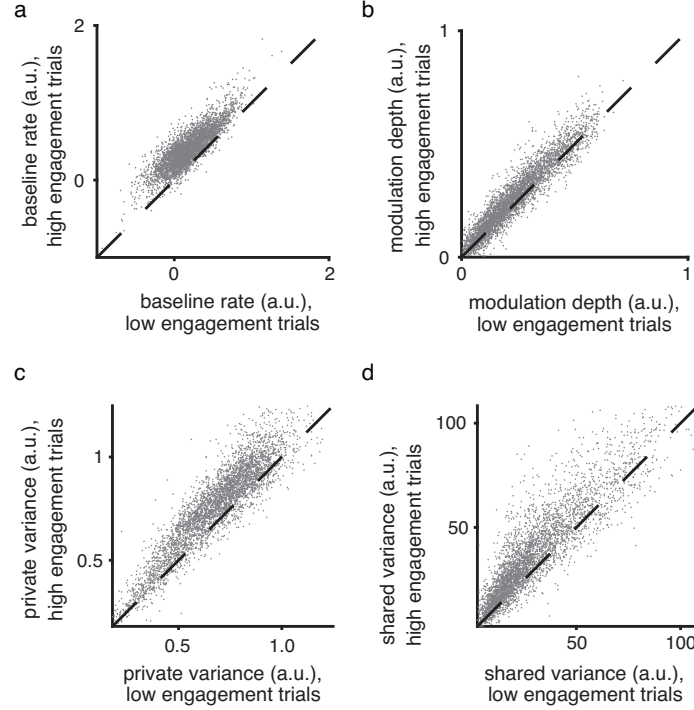 a
2
0
baseline rate (a.u.),
high engagement trials
0
2
baseline rate (a.u.),
low engagement trials
b
1
0
modulation depth (a.u.),
high engagement trials
0
1
modulation depth (a.u.),
low engagement trials
c
1
0.5
private variance (a.u.),
high engagement trials
0.5
1.0
private variance (a.u.),
low engagement trials
d
100
50
shared variance (a.u.),
high engagement trials
50
100
shared variance (a.u.),
low engagement trials